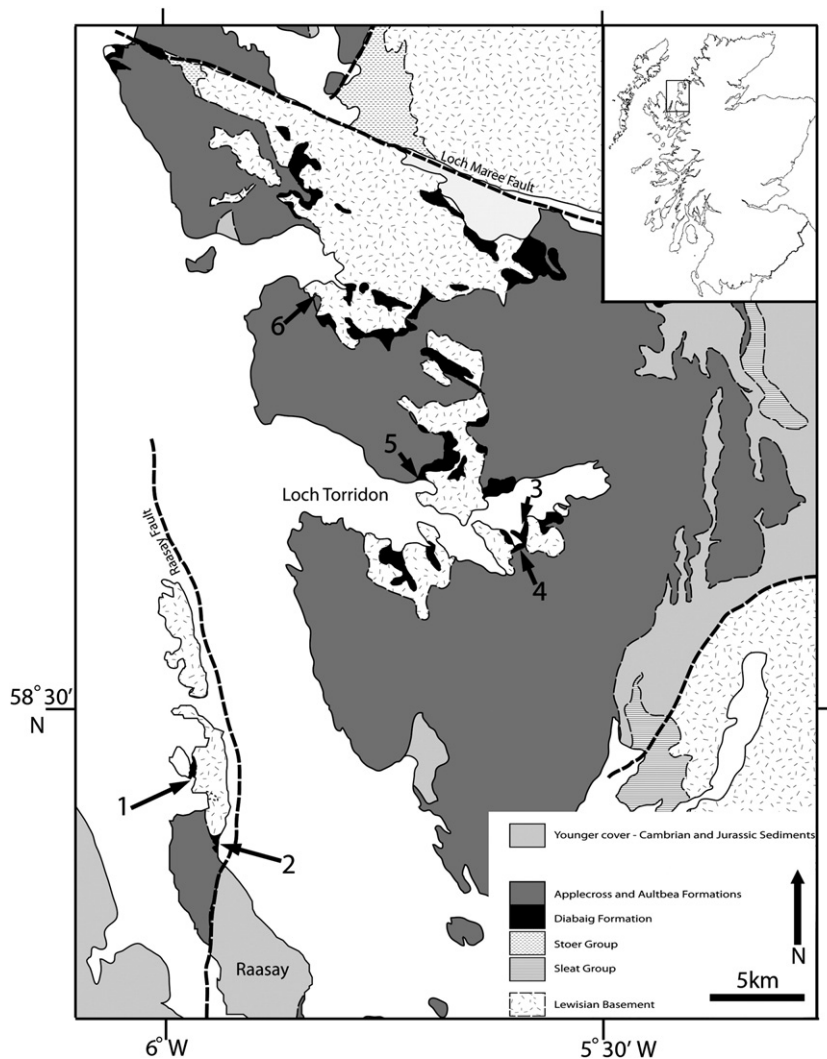 Loch Maree Fault
6
5
Loch Torridon
3
4
Raasay Fault
58°30'
N
1
2
Raasay
Younger cover - Cambrian and Jurassic Sediments
Applecross and Aultbea Formations
Diabaig Formation
Stoer Group
Sleat Group
Lewisian Basement
N
5km
6° W
5° 30' W